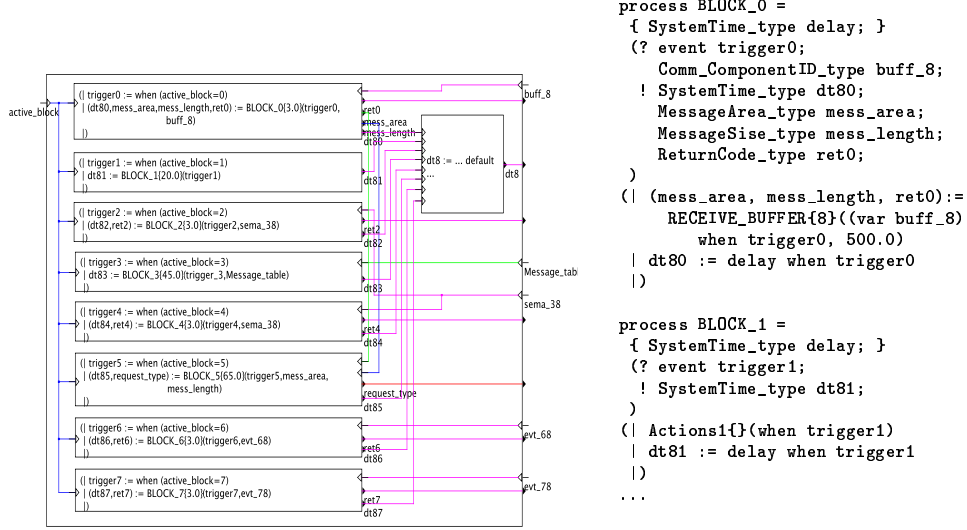 active_block
(| trigger0 := when (active_block=0)
| (dt80,mess_area,mess_length,ret0) := BLOCK_0{3.0}(trigger0,
buff_8)
|)
ret0
mess_area
mess_length
dt80
buff_8
(| trigger1 := when (active_block=1)
| dt81 := BLOCK_1{20.0}(trigger1)
|)
dt81
dt8 := ... default
...
dt8
(| trigger2 := when (active_block=2)
| (dt82,ret2) := BLOCK_2{3.0}(trigger2,sema_38)
|)
ret2
dt82
(| trigger3 := when (active_block=3)
| dt83 := BLOCK_3{45.0}(trigger_3,Message_table)
|)
dt83
Message_tabl
sema_38
(| trigger4 := when (active_block=4)
| (dt84,ret4) := BLOCK_4{3.0}(trigger4,sema_38)
|)
ret4
dt84
(| trigger5 := when (active_block=5)
| (dt85,request_type) := BLOCK_5{65.0}(trigger5,mess_area,
mess_length)
|)
request_type
dt85
(| trigger6 := when (active_block=6)
| (dt86,ret6) := BLOCK_6{3.0}(trigger6,evt_68)
|)
ret6
dt86
evt_68
(| trigger7 := when (active_block=7)
| (dt87,ret7) := BLOCK_7{3.0}(trigger7,evt_78)
|)
ret7
dt87
evt_78
process BLOCK_0 =
{ SystemTime_type delay; }
(? event trigger0;
Comm_ComponentID_type buff_8;
! SystemTime_type dt80;
MessageArea_type mess_area;
MessageSise_type mess_length;
ReturnCode_type ret0;
)
(| (mess_area, mess_length, ret0):=
RECEIVE_BUFFER{8}((var buff_8)
when trigger0, 500.0)
| dt80 := delay when trigger0
|)
process BLOCK_1 =
{ SystemTime_type delay; }
(? event trigger1;
! SystemTime_type dt81;
)
(| Actions1{}(when trigger1)
| dt81 := delay when trigger1
|)
...